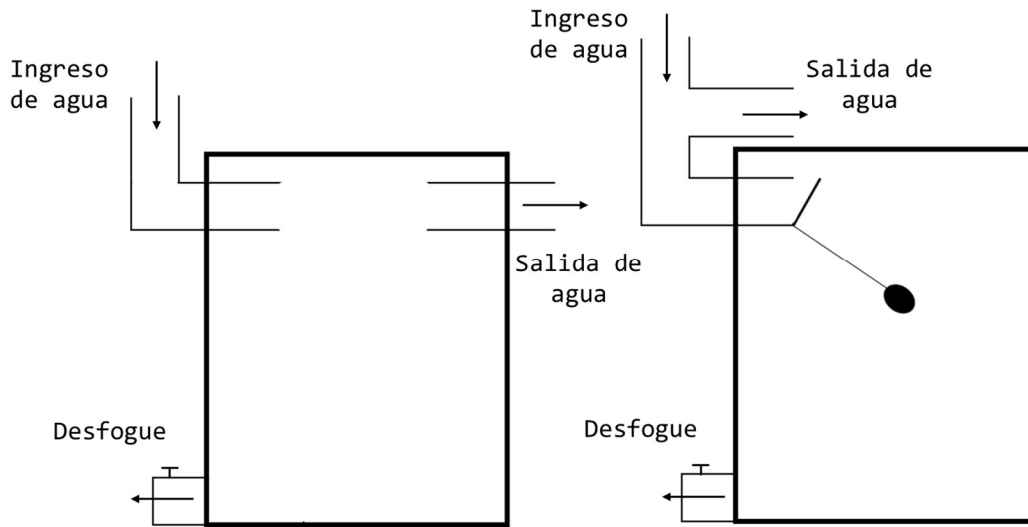 Ingreso
de agua
Salida de
agua
Desfogue
Ingreso
de agua
Salida de
agua
Desfogue